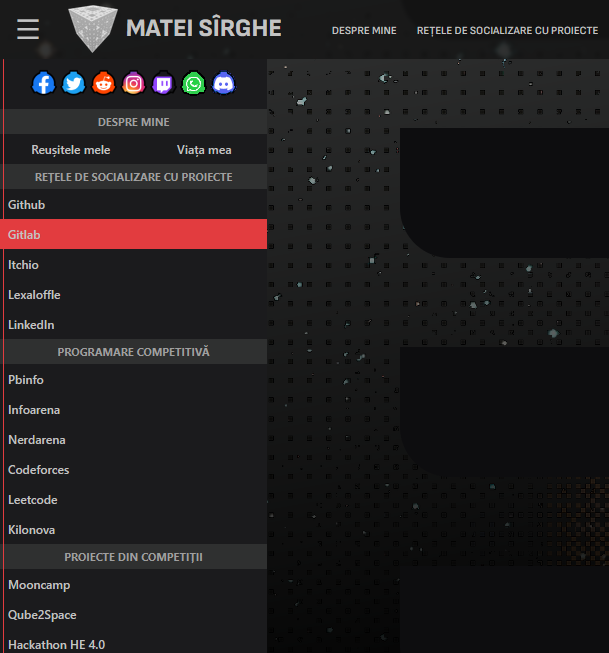 MATEI SÎRGHE
DESPRE MINE
REȚELE DE SOCIALIZARE CU PROIECTE
DESPRE MINE
Reușitele mele
Viața mea
REȚELE DE SOCIALIZARE CU PROIECTE
Github
Gitlab
Itchio
Lexaloffle
LinkedIn
PROGRAMARE COMPETITIVĂ
Pbinfo
Infoarena
Nerdarena
Codeforces
Leetcode
Kilonova
PROIECTE DIN COMPETIȚII
Mooncamp
Qube2Space
Hackathon HE 4.0